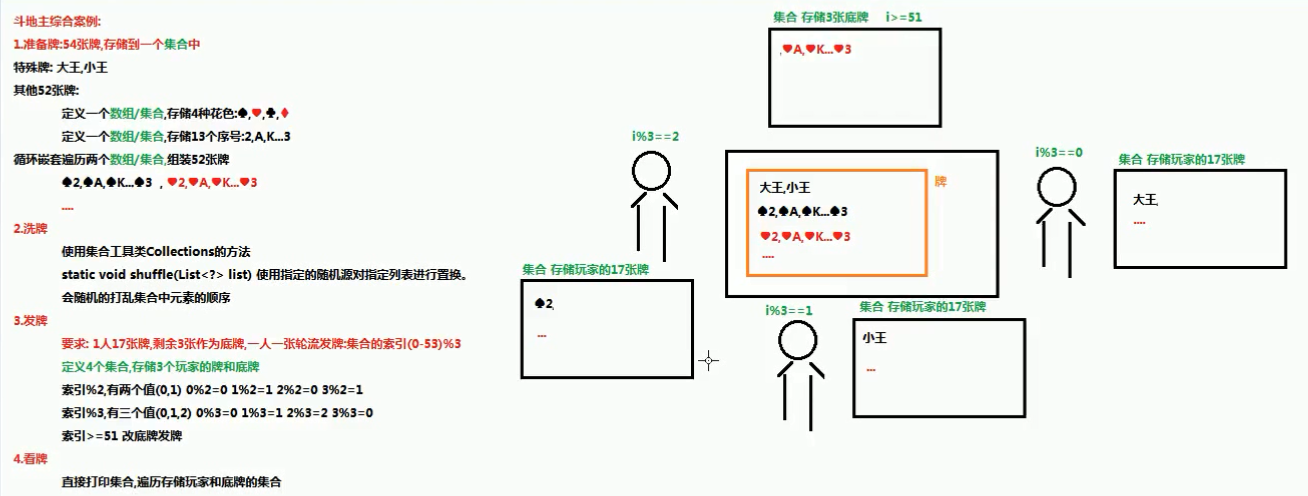 斗地主综合案例:
1.准备牌:54张牌,存储到一个集合中
特殊牌: 大王,小王
其他52张牌:
定义一个数组/集合,存储4种花色:♠,♥,♣,♦
定义一个数组/集合,存储13个序号:2,A,K...3
循环嵌套遍历两个数组/集合,组装52张牌
♠2,♠A,♠K...♠3 , ♥2,♥A,♥K...♥3
....
2.洗牌
使用集合工具类Collections的方法
static void shuffle(List<?> list) 使用指定的随机源对指定列表进行置换。
会随机的打乱集合中元素的顺序
3.发牌
要求: 1人17张牌,剩余3张作为底牌,一人一张轮流发牌:集合的索引(0-53)%3
定义4个集合,存储3个玩家的牌和底牌
索引%2,有两个值(0,1) 0%2=0 1%2=1 2%2=0 3%2=1
索引%3,有三个值(0,1,2) 0%3=0 1%3=1 2%3=2 3%3=0
索引>=51 改底牌发牌
4.看牌
直接打印集合,遍历存储玩家和底牌的集合
集合 存储3张底牌 i>=51
,♥A,♥K...♥3
i%3==2
集合 存储玩家的17张牌
♠2,
...
大王,小王
♠2,♠A,♠K...♠3
♥2,♥A,♥K...♥3
....
牌
i%3==0
集合 存储玩家的17张牌
大王,
....
i%3==1
集合 存储玩家的17张牌
小王
...